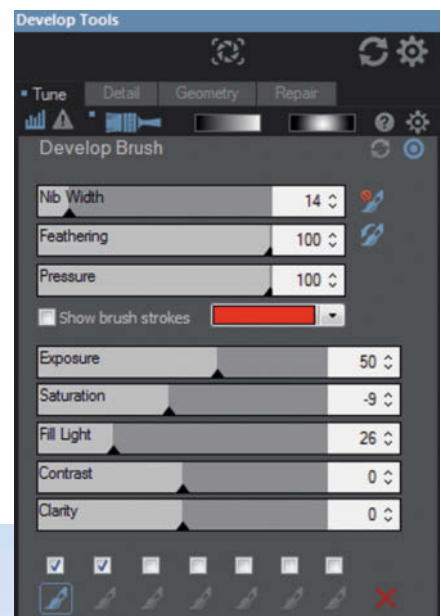 Develop Tools
Tune Detail Geometry Repair
Develop Brush
Nib Width 14
Feathering 100
Pressure 100
Show brush strokes
Exposure 50
Saturation -9
Fill Light 26
Contrast 0
Clarity 0